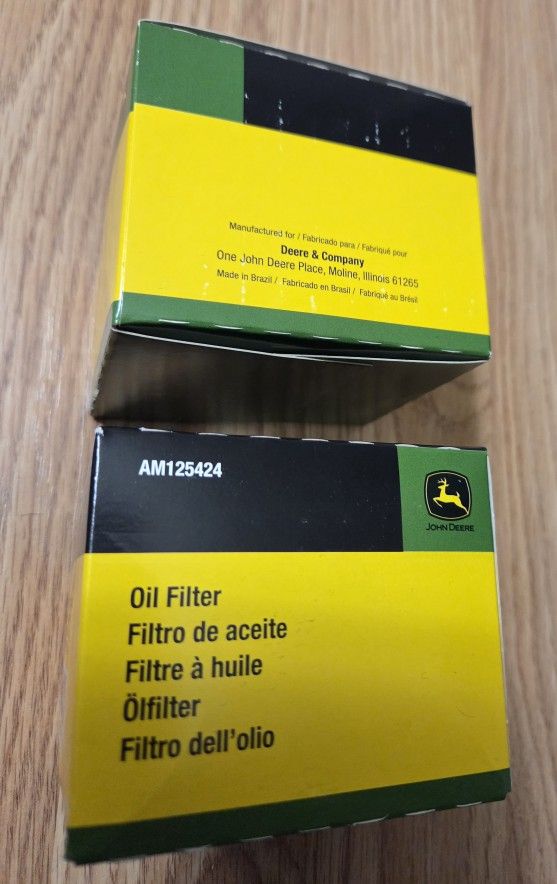 Manufactured for / Fabricado para / Fabriqué pour
Deere & Company
One John Deere Place, Moline, Illinois 61265
Made in Brazil / Fabricado en Brasil / Fabriqué au Brésil
AM125424
JOHN DEERE
Oil Filter
Filtro de aceite
Filtre à huile
Ölfilter
Filtro dell'olio